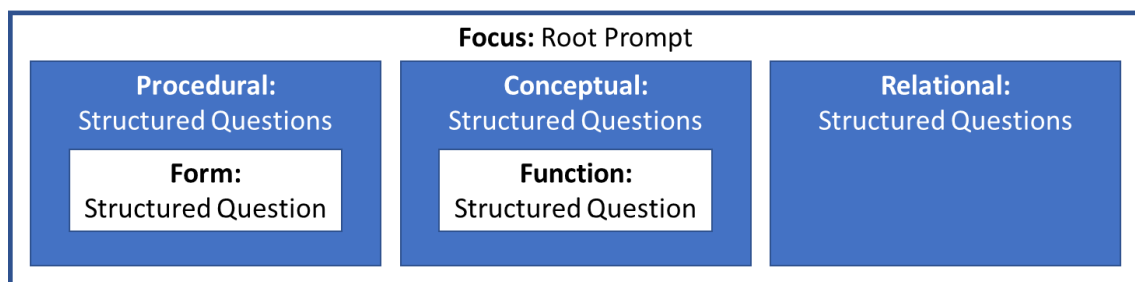 Focus: Root Prompt
Procedural:
Structured Questions
Form:
Structured Question
Conceptual:
Structured Questions
Function:
Structured Question
Relational:
Structured Questions